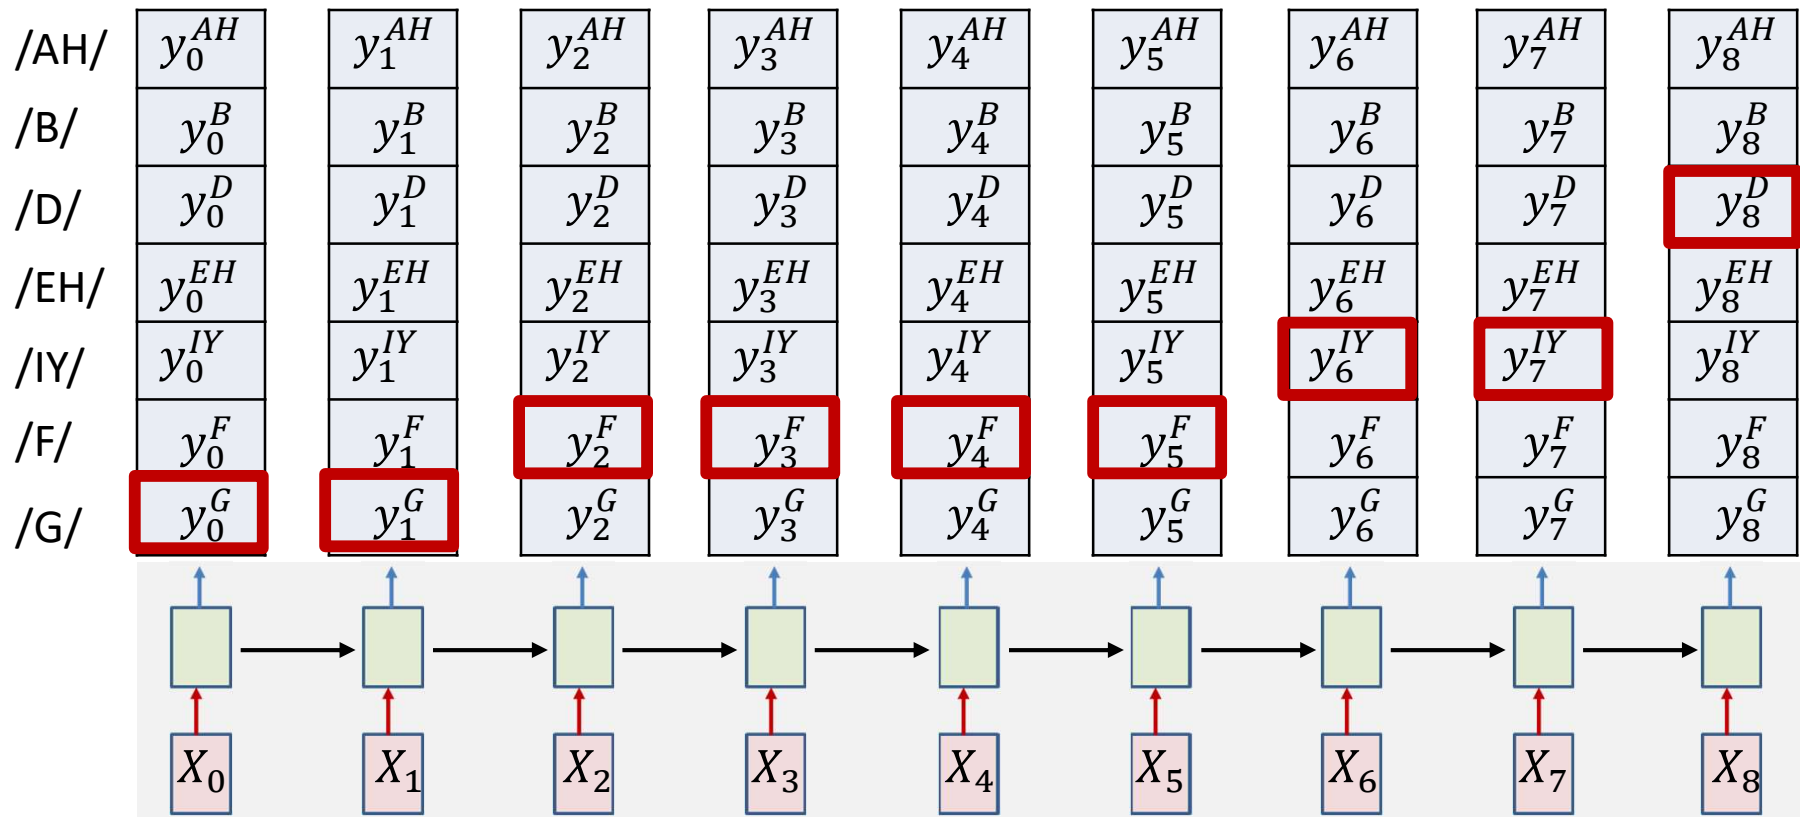 /AH/ y_0^{AH} y_1^{AH} y_2^{AH} y_3^{AH} y_4^{AH} y_5^{AH} y_6^{AH} y_7^{AH} y_8^{AH}
/B/ y_0^B y_1^B y_2^B y_3^B y_4^B y_5^B y_6^B y_7^B y_8^B
/D/ y_0^D y_1^D y_2^D y_3^D y_4^D y_5^D y_6^D y_7^D y_8^D
/EH/ y_0^{EH} y_1^{EH} y_2^{EH} y_3^{EH} y_4^{EH} y_5^{EH} y_6^{EH} y_7^{EH} y_8^{EH}
/IY/ y_0^{IY} y_1^{IY} y_2^{IY} y_3^{IY} y_4^{IY} y_5^{IY} y_6^{IY} y_7^{IY} y_8^{IY}
/F/ y_0^F y_1^F y_2^F y_3^F y_4^F y_5^F y_6^F y_7^F y_8^F
/G/ y_0^G y_1^G y_2^G y_3^G y_4^G y_5^G y_6^G y_7^G y_8^G
X_0 X_1 X_2 X_3 X_4 X_5 X_6 X_7 X_8